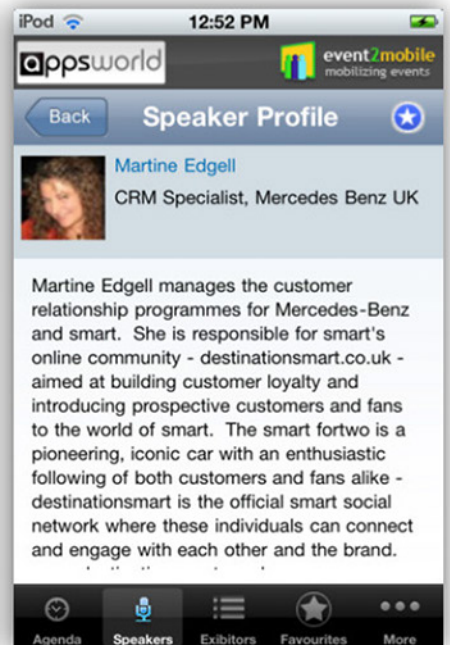 iPod 12:52 PM
appsworld
event2mobile
mobilizing events
Back Speaker Profile
Martine Edgell
CRM Specialist, Mercedes Benz UK
Martine Edgell manages the customer
relationship programmes for Mercedes-Benz
and smart. She is responsible for smart's
online community - destinationsmart.co.uk -
aimed at building customer loyalty and
introducing prospective customers and fans
to the world of smart. The smart fortwo is a
pioneering, iconic car with an enthusiastic
following of both customers and fans alike -
destinationsmart is the official smart social
network where these individuals can connect
and engage with each other and the brand.
Agenda Speakers Exibitors Favourites More